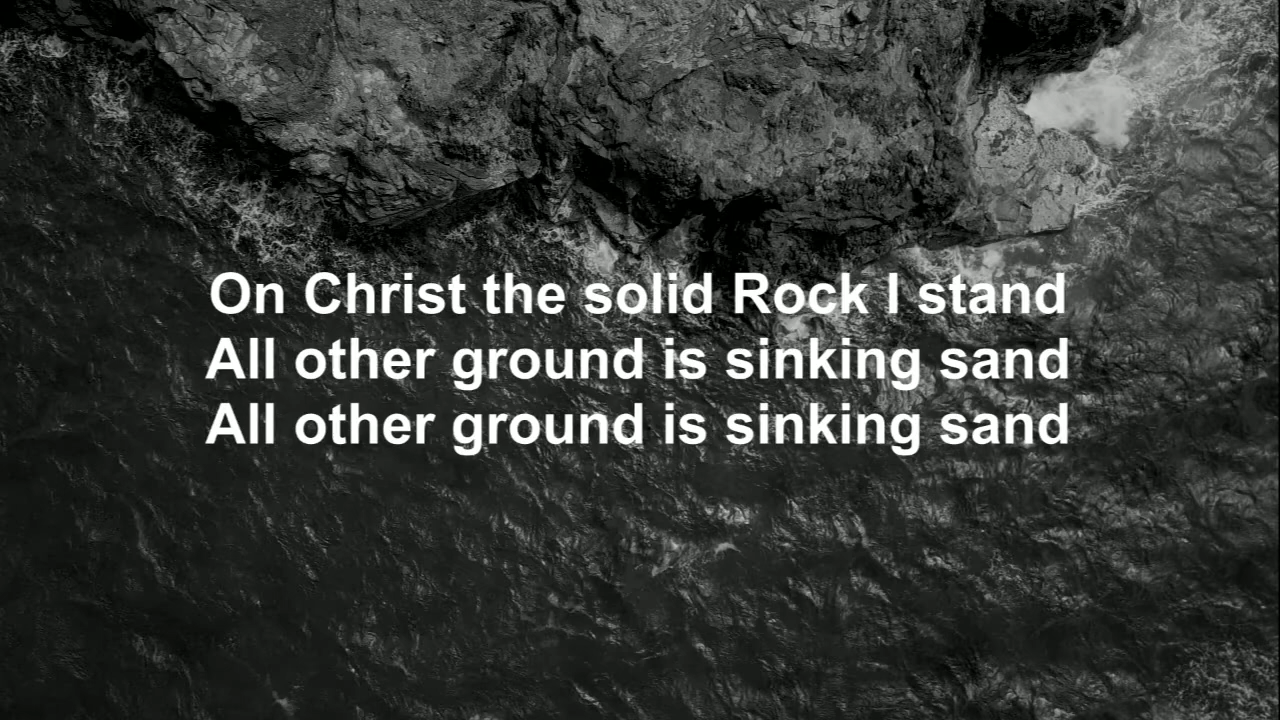 On Christ the solid Rock I stand
All other ground is sinking sand
All other ground is sinking sand